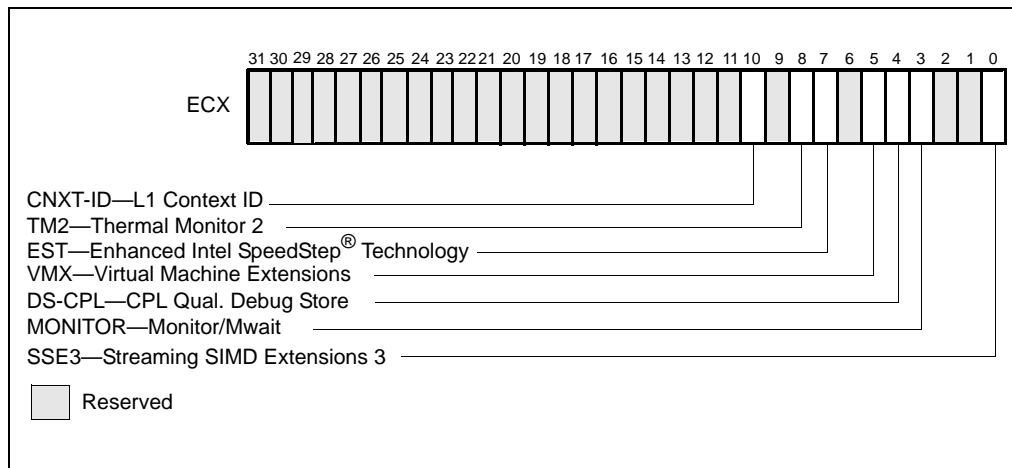 31 30 29 28 27 26 25 24 23 22 21 20 19 18 17 16 15 14 13 12 11 10 9 8 7 6 5 4 3 2 1 0
ECX
CNXT-ID—L1 Context ID
TM2—Thermal Monitor 2
EST—Enhanced Intel SpeedStep® Technology
VMX—Virtual Machine Extensions
DS-CPL—CPL Qual. Debug Store
MONITOR—Monitor/Mwait
SSE3—Streaming SIMD Extensions 3
Reserved